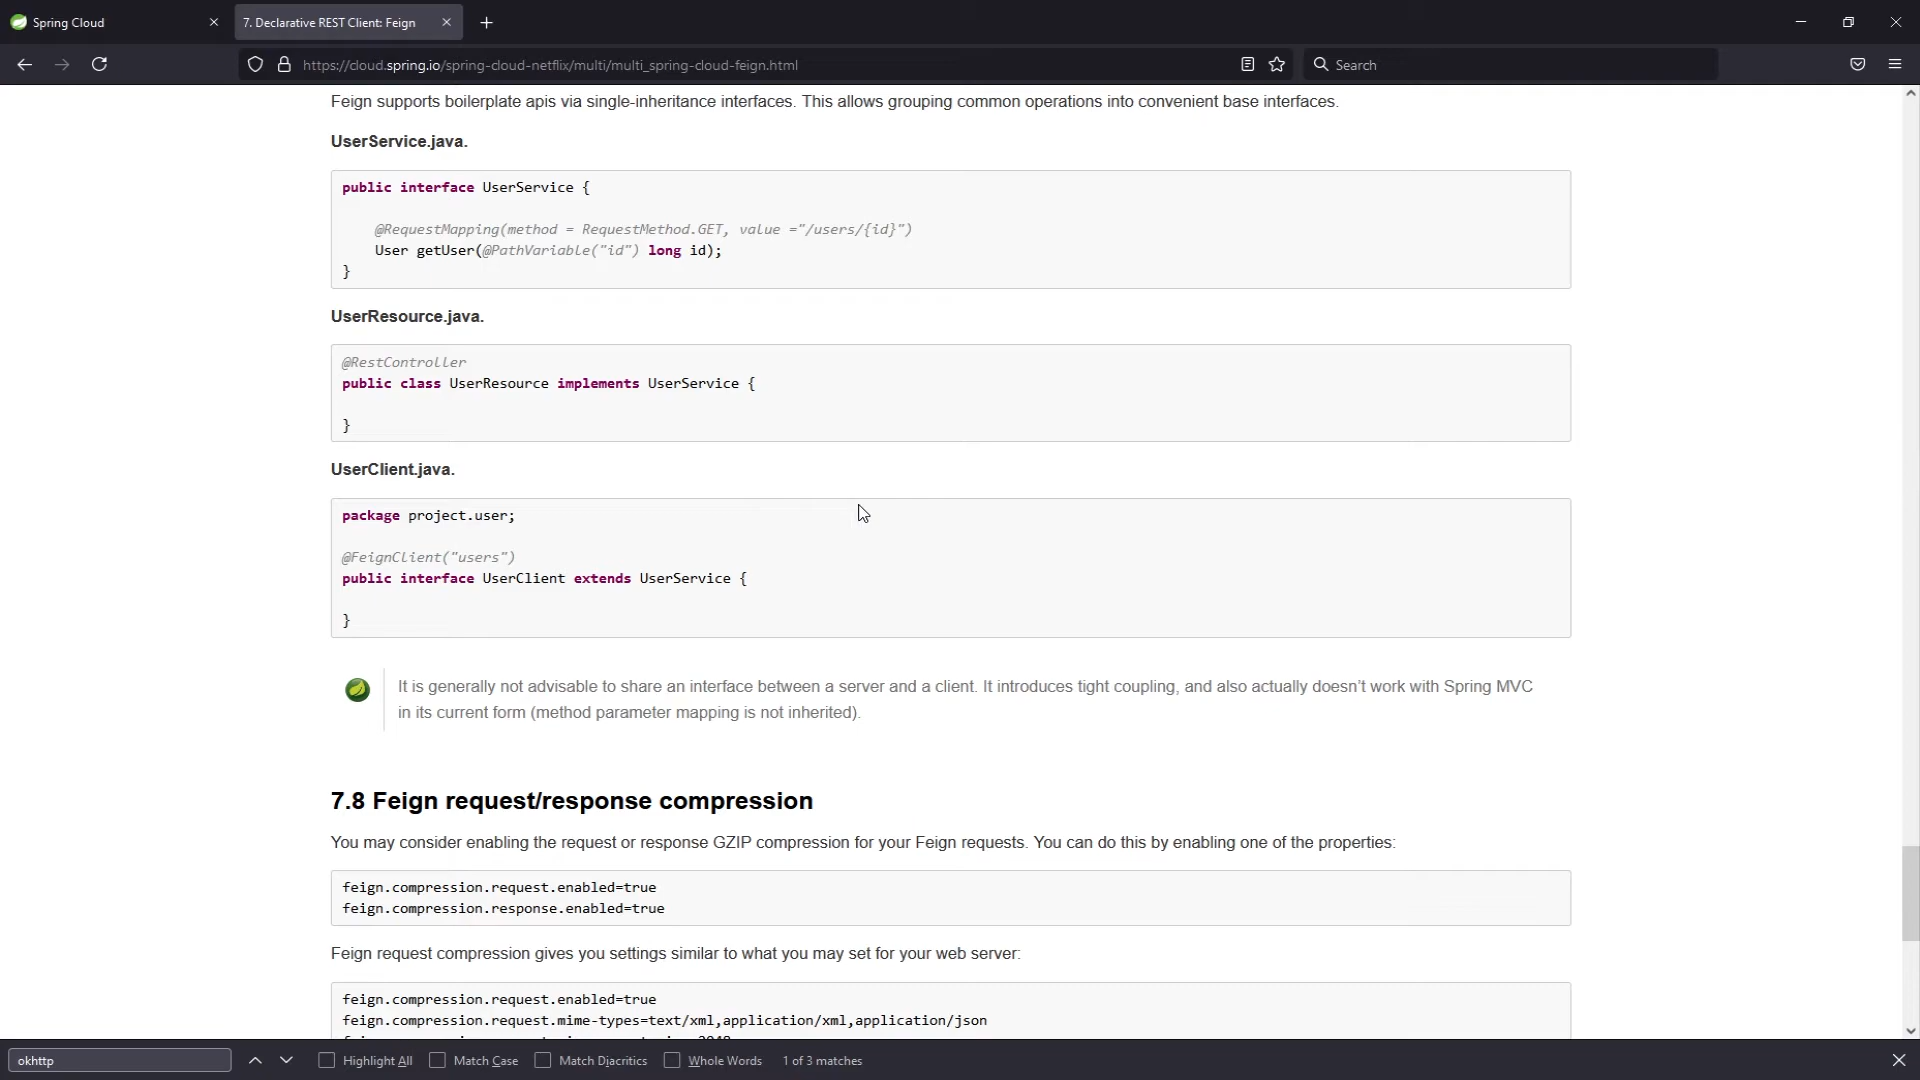 Spring Cloud
7. Declarative REST Client: Feign
https://cloud.spring.io/spring-cloud-netflix/multi/multi_spring-cloud-feign.html
Search
Feign supports boilerplate apis via single-inheritance interfaces. This allows grouping common operations into convenient base interfaces.
UserService.java.
public interface UserService {
@RequestMapping(method = RequestMethod.GET, value ="/users/{id}")
User getUser(@PathVariable("id") long id);
}
UserResource.java.
@RestController
public class UserResource implements UserService {
}
UserClient.java.
package project.user;
@FeignClient("users")
public interface UserClient extends UserService {
}
It is generally not advisable to share an interface between a server and a client. It introduces tight coupling, and also actually doesn’t work with Spring MVC
in its current form (method parameter mapping is not inherited).
7.8 Feign request/response compression
You may consider enabling the request or response GZIP compression for your Feign requests. You can do this by enabling one of the properties:
feign.compression.request.enabled=true
feign.compression.response.enabled=true
Feign request compression gives you settings similar to what you may set for your web server:
feign.compression.request.enabled=true
feign.compression.request.mime-types=text/xml,application/xml,application/json
okhttp
Highlight All
Match Case
Match Diacritics
Whole Words
1 of 3 matches